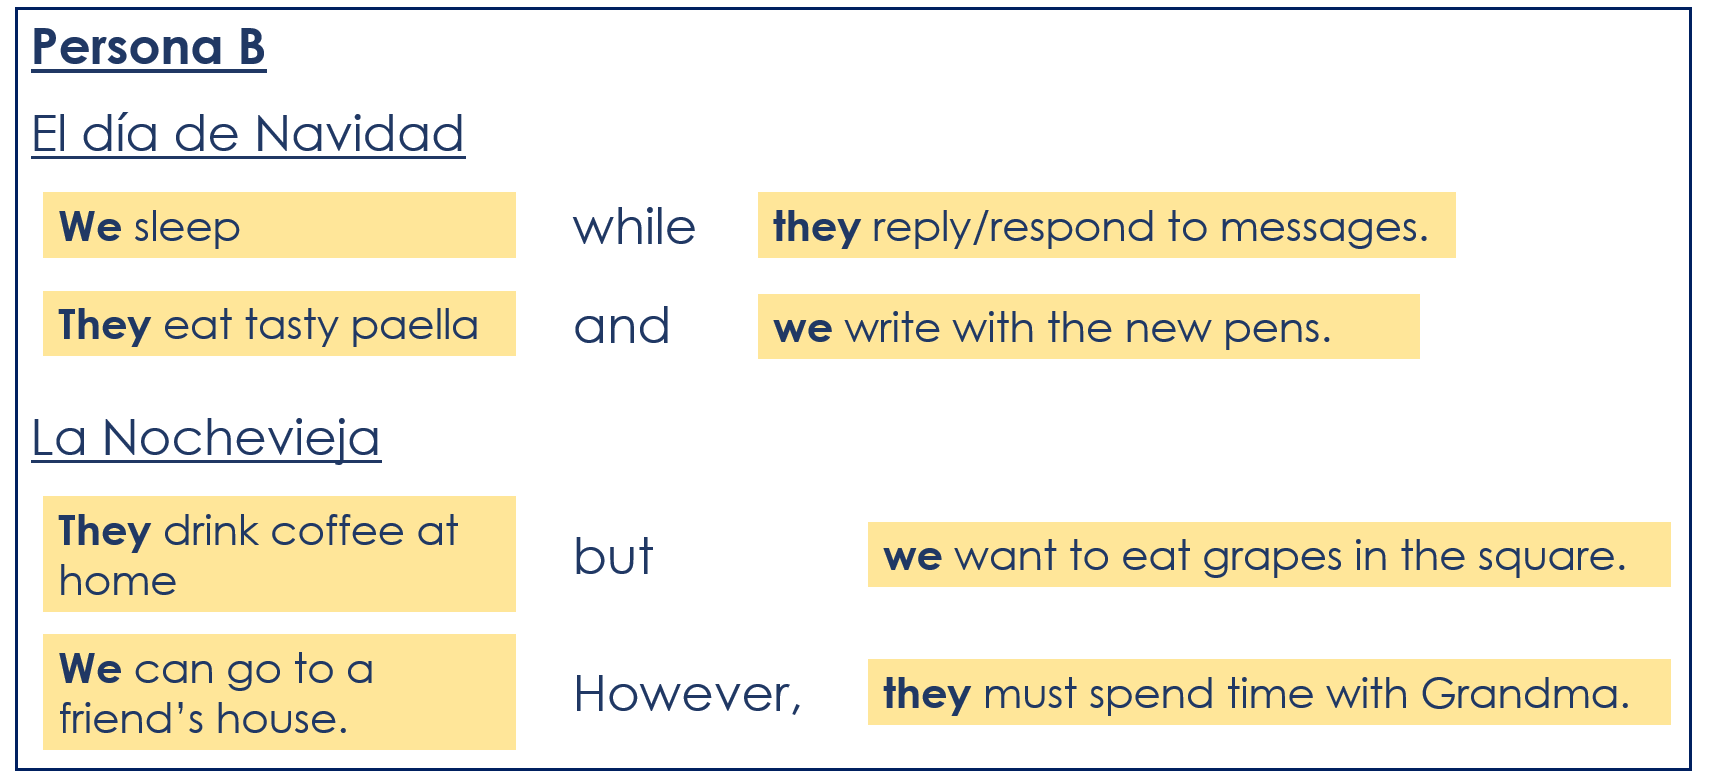 Persona B
El día de Navidad
We sleep while they reply/respond to messages.
They eat tasty paella and we write with the new pens.
La Nochevieja
They drink coffee at
home
but
we want to eat grapes in the square.
We can go to a
friend's house.
However,
they must spend time with Grandma.